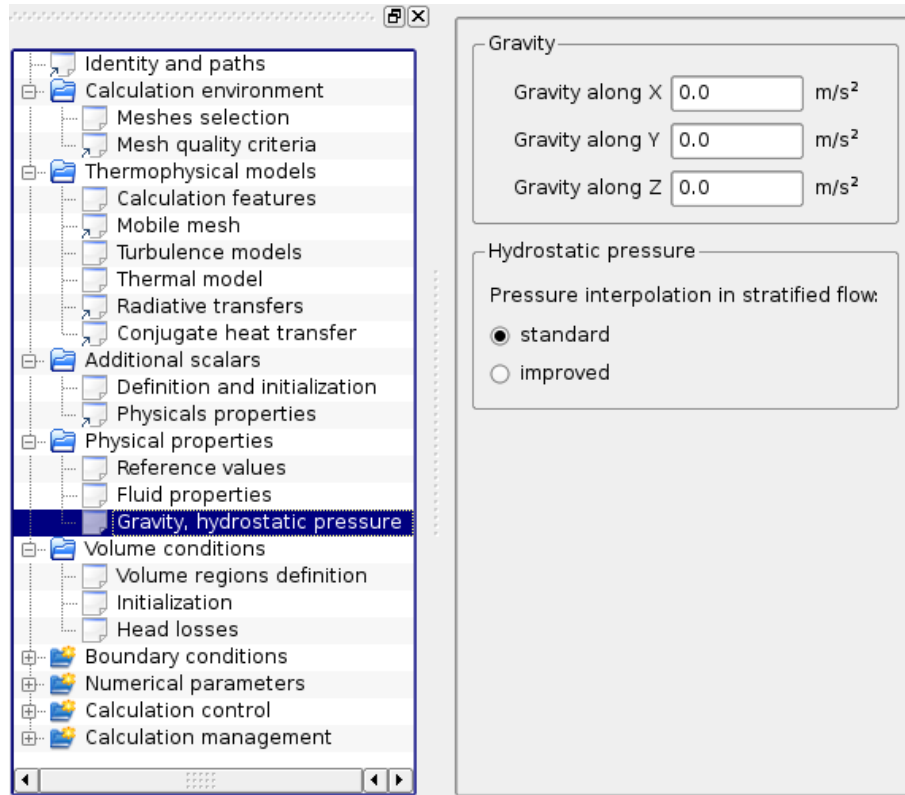 Identity and paths
Calculation environment
Meshes selection
Mesh quality criteria
Thermophysical models
Calculation features
Mobile mesh
Turbulence models
Thermal model
Radiative transfers
Conjugate heat transfer
Additional scalars
Definition and initialization
Physicals properties
Physical properties
Reference values
Fluid properties
Gravity, hydrostatic pressure
Volume conditions
Volume regions definition
Initialization
Head losses
Boundary conditions
Numerical parameters
Calculation control
Calculation management
Gravity
Gravity along X 0.0 m/s²
Gravity along Y 0.0 m/s²
Gravity along Z 0.0 m/s²
Hydrostatic pressure
Pressure interpolation in stratified flow:
standard
improved